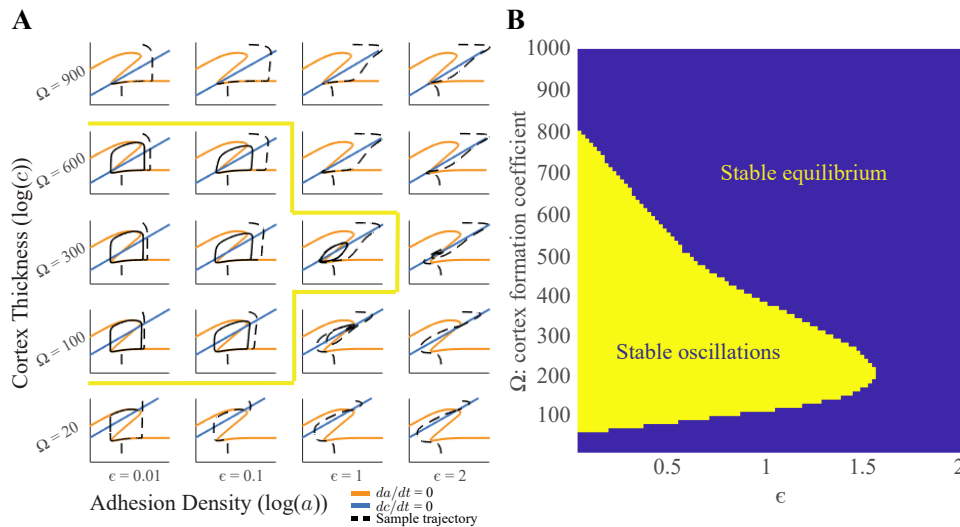 A
B
Cortex Thickness (log(c))
Ω = 900
Ω = 600
Ω = 300
Ω = 100
Ω = 20
ϵ = 0.01
ϵ = 0.1
ϵ = 1
ϵ = 2
Adhesion Density (log(a))
da/dt = 0
dc/dt = 0
Sample trajectory
Ω: cortex formation coefficient
1000
900
800
700
600
500
400
300
200
100
Stable equilibrium
Stable oscillations
0.5
1
1.5
2
ϵ